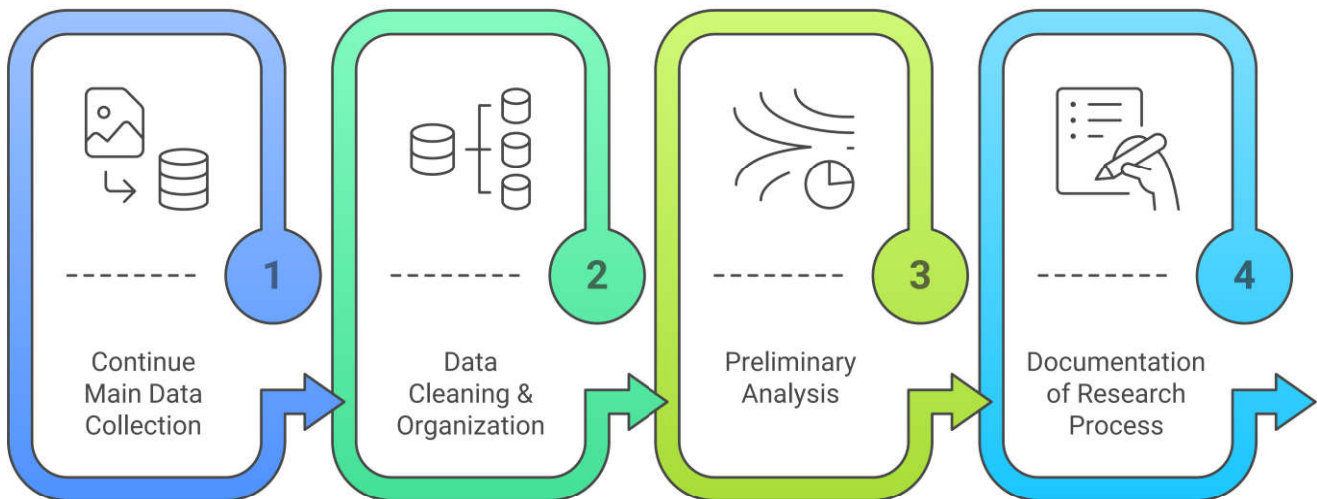 1
Continue
Main Data
Collection
2
Data
Cleaning &
Organization
3
Preliminary
Analysis
4
Documentation
of Research
Process